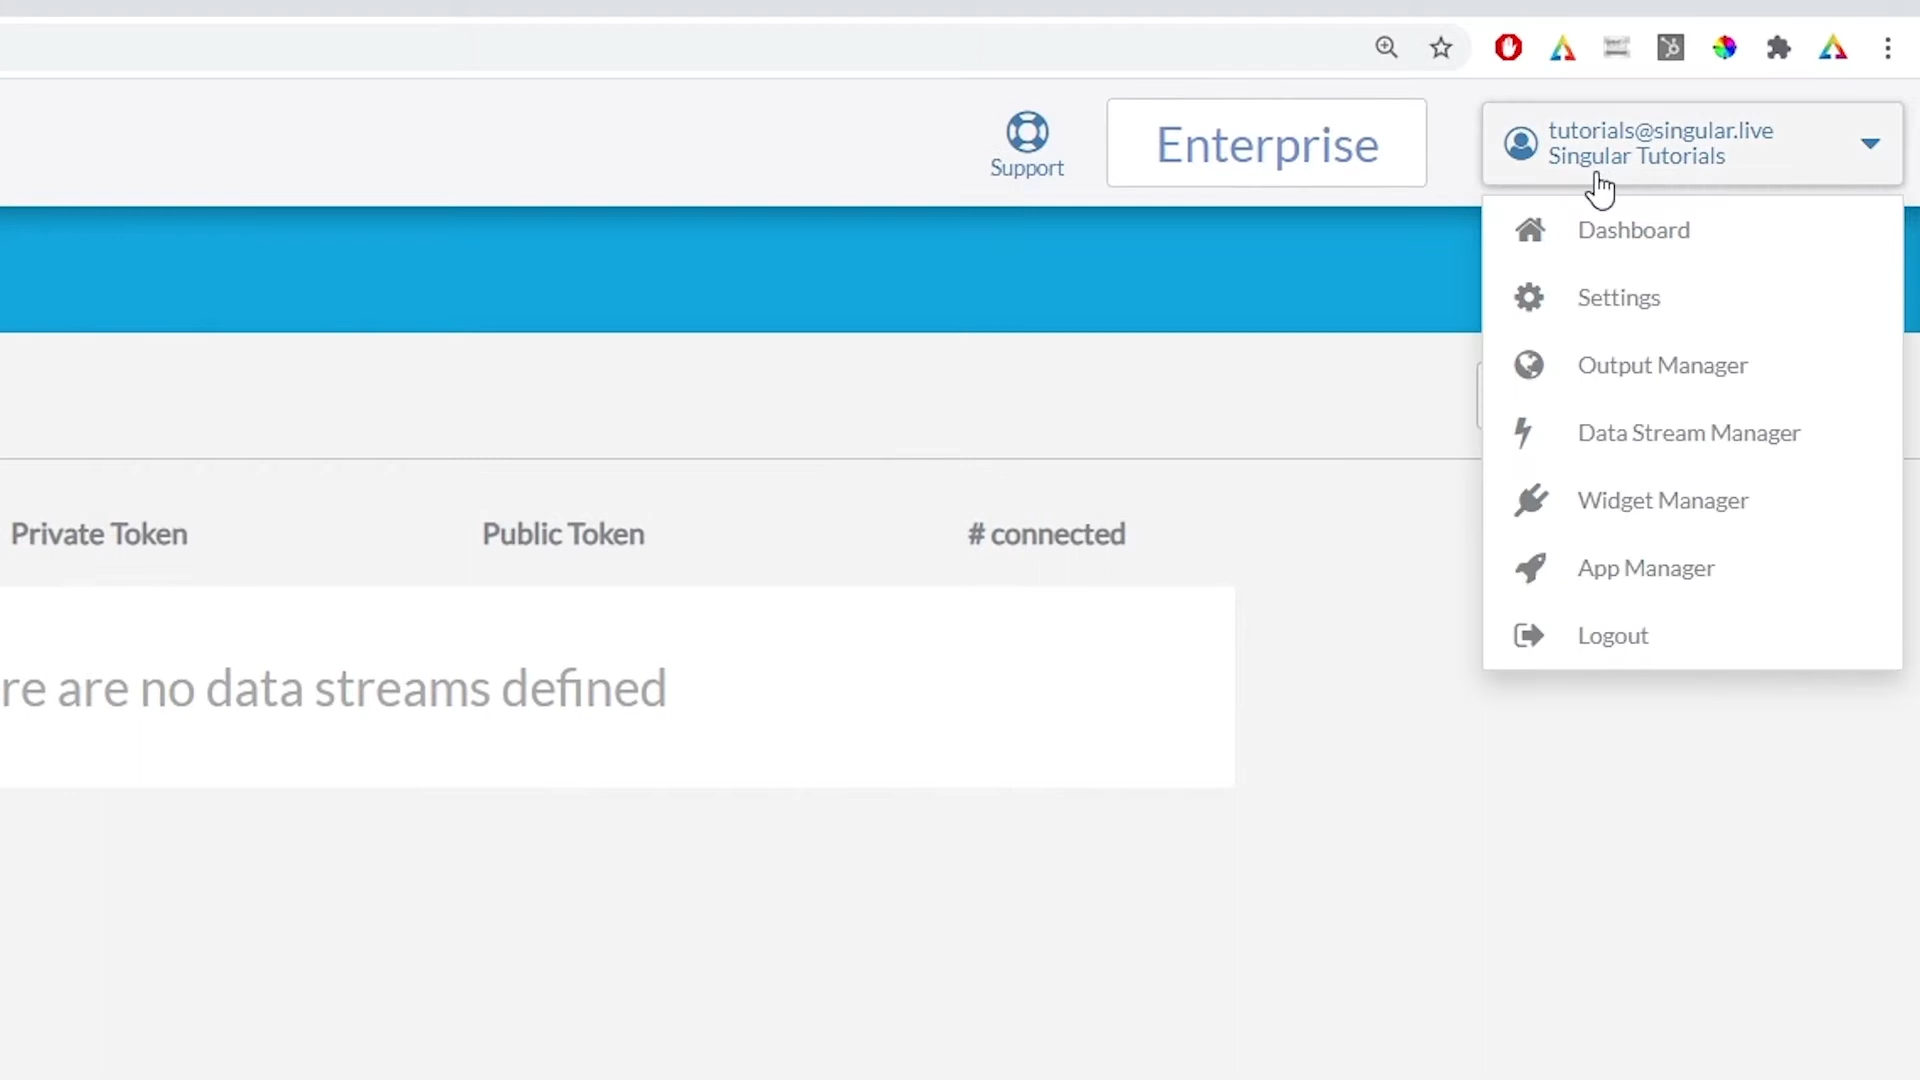 Support
Enterprise
tutorials@singular.live
Singular Tutorials
Dashboard
Settings
Output Manager
Data Stream Manager
Widget Manager
App Manager
Logout
Private Token Public Token # connected
re are no data streams defined